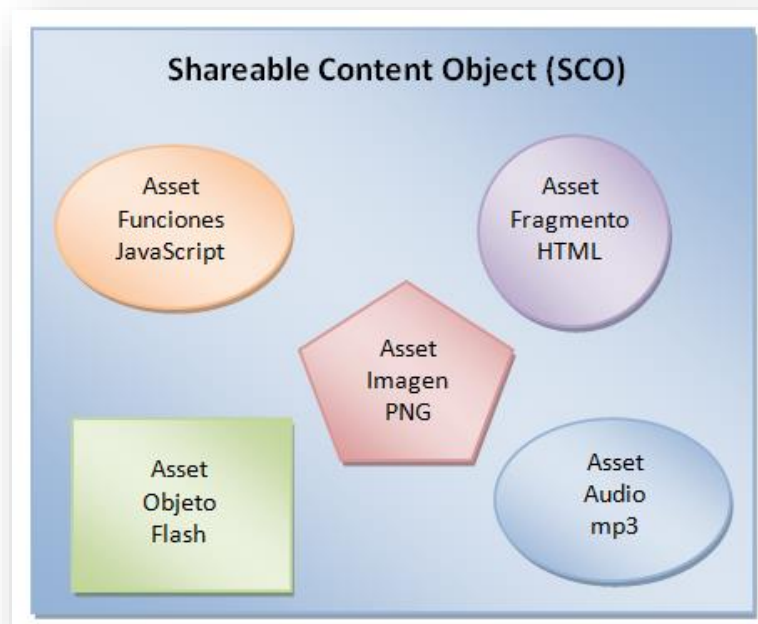 Shareable Content Object (SCO)
Asset
Funciones
JavaScript
Asset
Fragmento
HTML
Asset
Imagen
PNG
Asset
Objeto
Flash
Asset
Audio
mp3